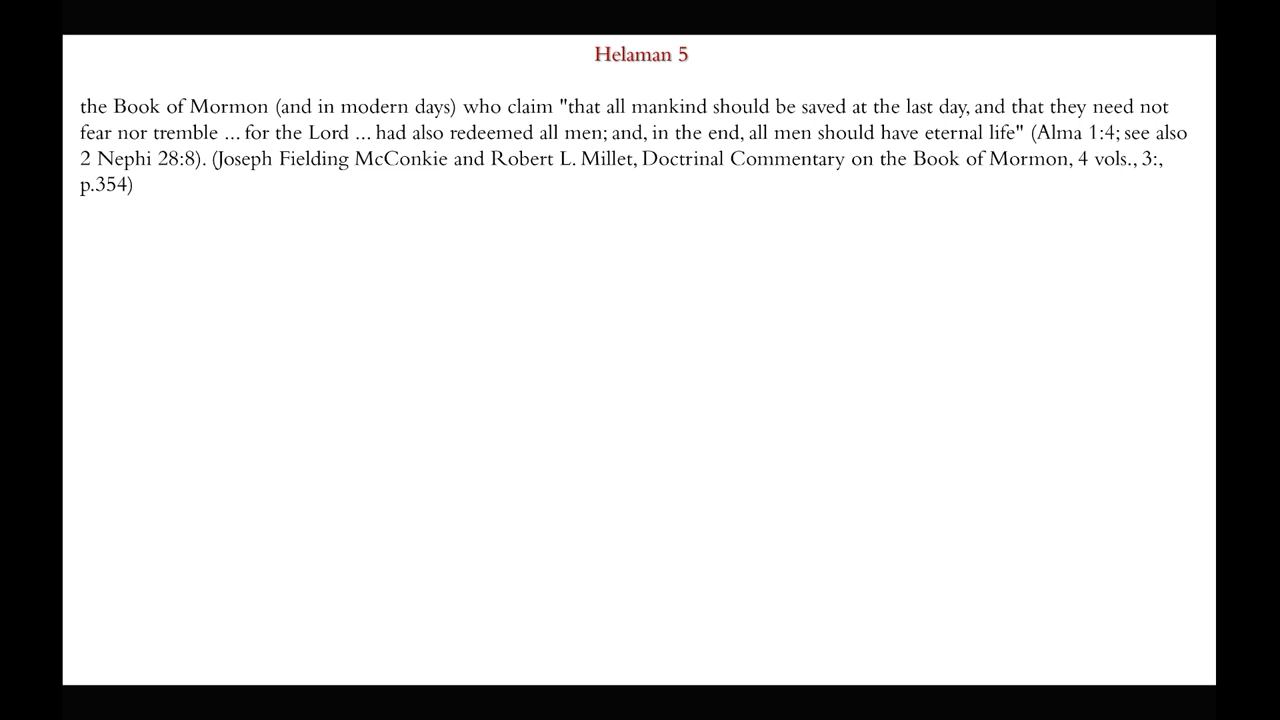 Helaman 5
the Book of Mormon (and in modern days) who claim "that all mankind should be saved at the last day, and that they need not
fear nor tremble ... for the Lord ... had also redeemed all men; and, in the end, all men should have eternal life" (Alma 1:4; see also
2 Nephi 28:8). (Joseph Fielding McConkie and Robert L. Millet, Doctrinal Commentary on the Book of Mormon, 4 vols., 3:,
p.354)